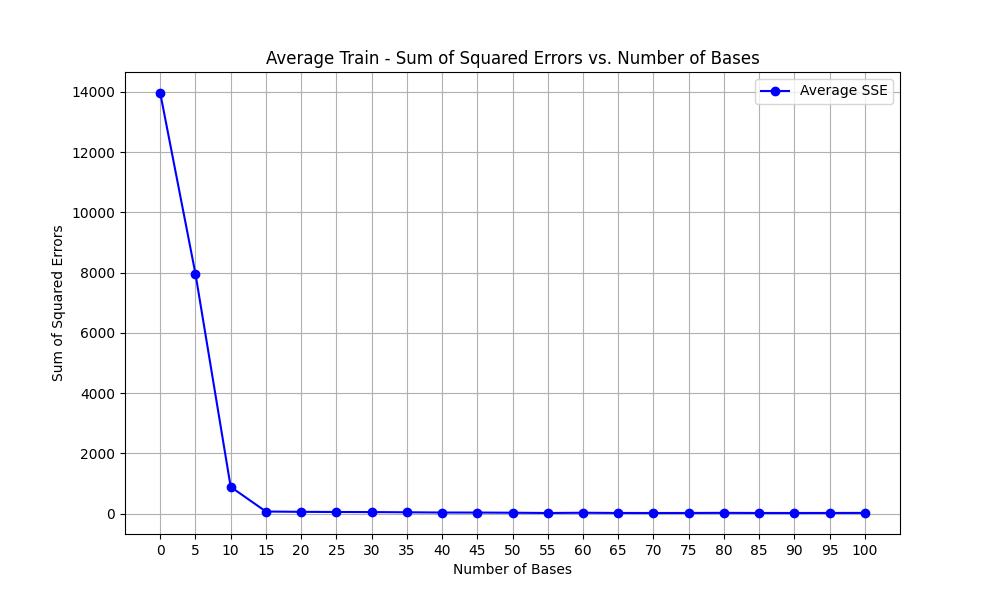 Average Train - Sum of Squared Errors vs. Number of Bases
Average SSE
14000
12000
10000
8000
6000
4000
2000
0
Sum of Squared Errors
0 5 10 15 20 25 30 35 40 45 50 55 60 65 70 75 80 85 90 95 100
Number of Bases